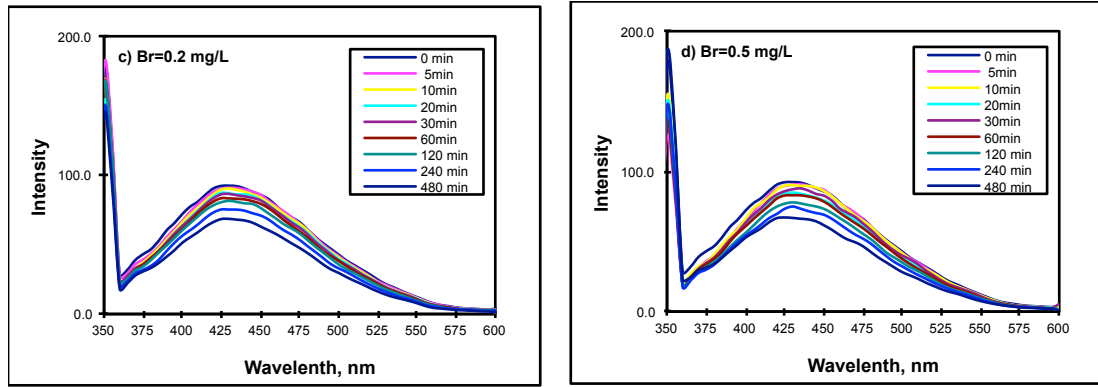 200.0
c) Br=0.2 mg/L
0 min
5min
10min
20min
30min
60min
120 min
240 min
480 min
Intensity
100.0
0.0
350 375 400 425 450 475 500 525 550 575 600
Wavelenth, nm
200.0
d) Br=0.5 mg/L
0 min
5min
10min
20min
30min
60min
120 min
240 min
480 min
Intensity
100.0
0.0
350 375 400 425 450 475 500 525 550 575 600
Wavelenth, nm